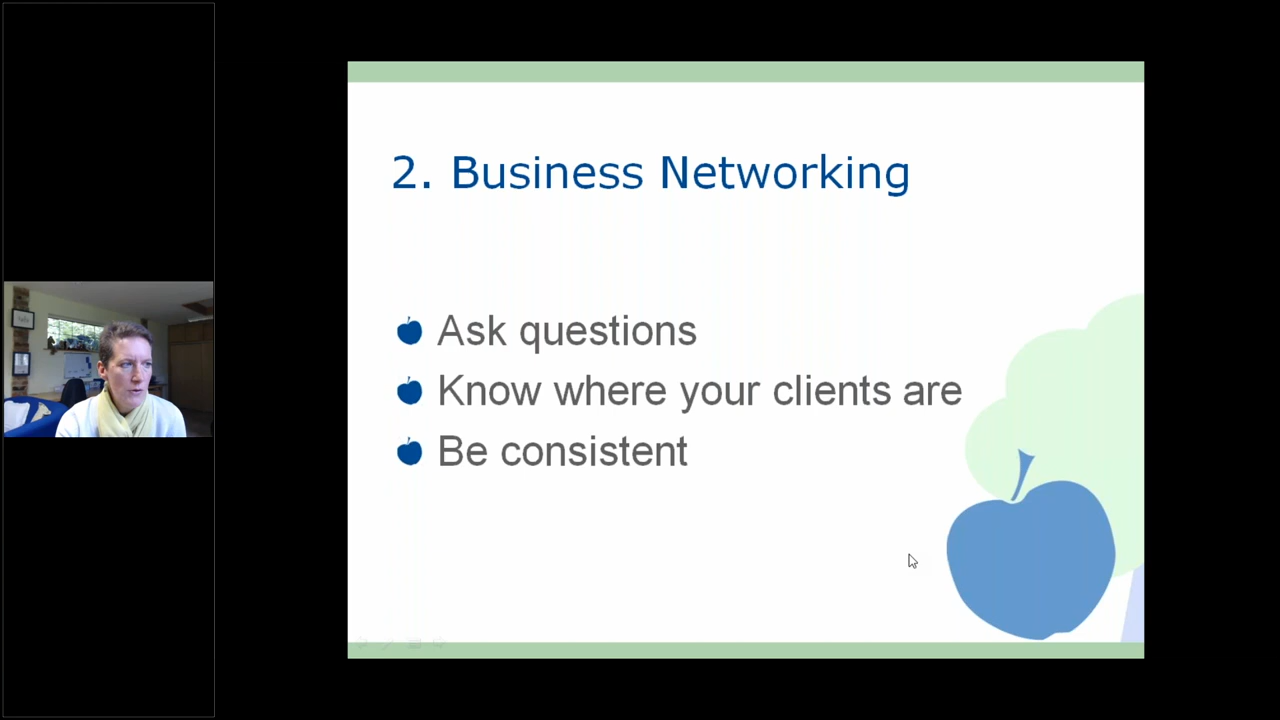 2. Business Networking
Ask questions
Know where your clients are
Be consistent